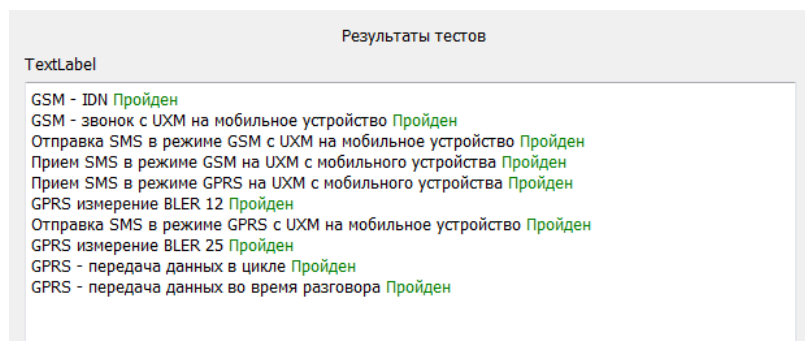 Результаты тестов
TextLabel
GSM - IDN Пройден
GSM - звонок с UXM на мобильное устройство Пройден
Отправка SMS в режиме GSM с UXM на мобильное устройство Пройден
Прием SMS в режиме GSM на UXM с мобильного устройства Пройден
Прием SMS в режиме GPRS на UXM с мобильного устройства Пройден
GPRS измерение BLER 12 Пройден
Отправка SMS в режиме GPRS с UXM на мобильное устройство Пройден
GPRS измерение BLER 25 Пройден
GPRS - передача данных в цикле Пройден
GPRS - передача данных во время разговора Пройден